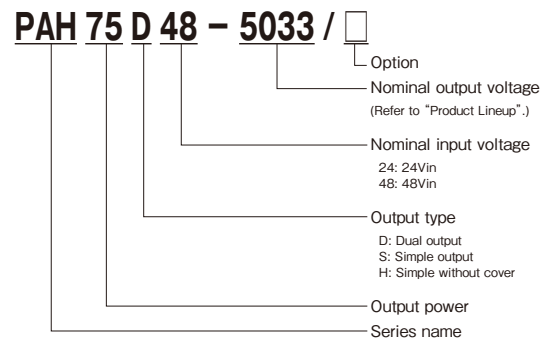 PAH 75 D 48 − 5033 / □
Option
Nominal output voltage
(Refer to “Product Lineup”.)
Nominal input voltage
24: 24Vin
48: 48Vin
Output type
D: Dual output
S: Simple output
H: Simple without cover
Output power
Series name